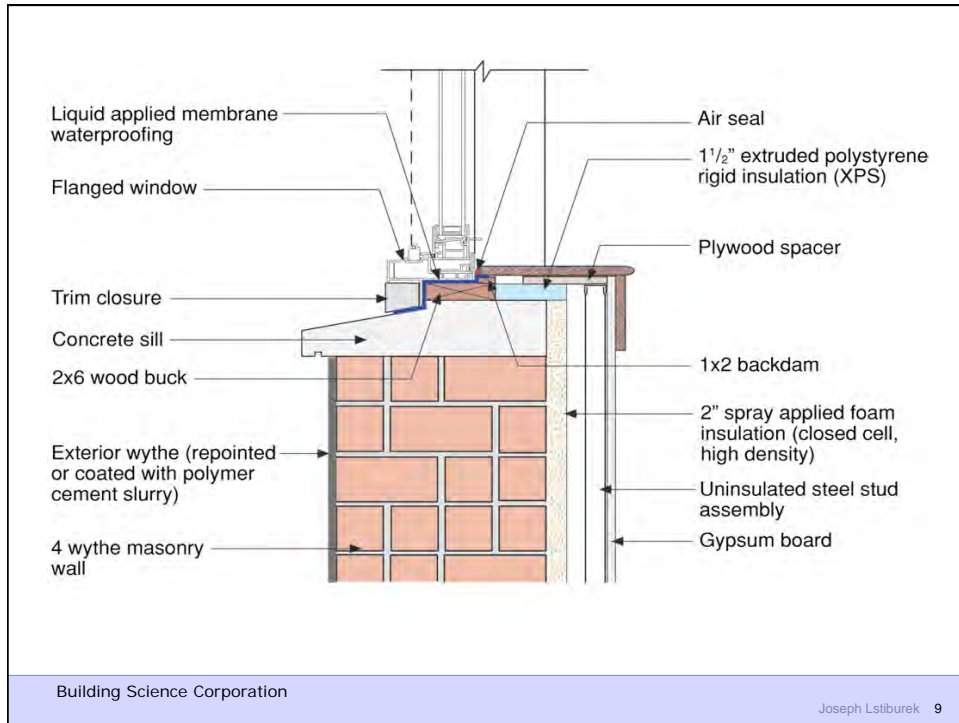 Liquid applied membrane
waterproofing
Flanged window
Trim closure
Concrete sill
2x6 wood buck
Exterior wythe (repointed
or coated with polymer
cement slurry)
4 wythe masonry
wall
Air seal
1 1/2” extruded polystyrene
rigid insulation (XPS)
Plywood spacer
1x2 backdam
2” spray applied foam
insulation (closed cell,
high density)
Uninsulated steel stud
assembly
Gypsum board
Building Science Corporation
Joseph Lstiburek 9